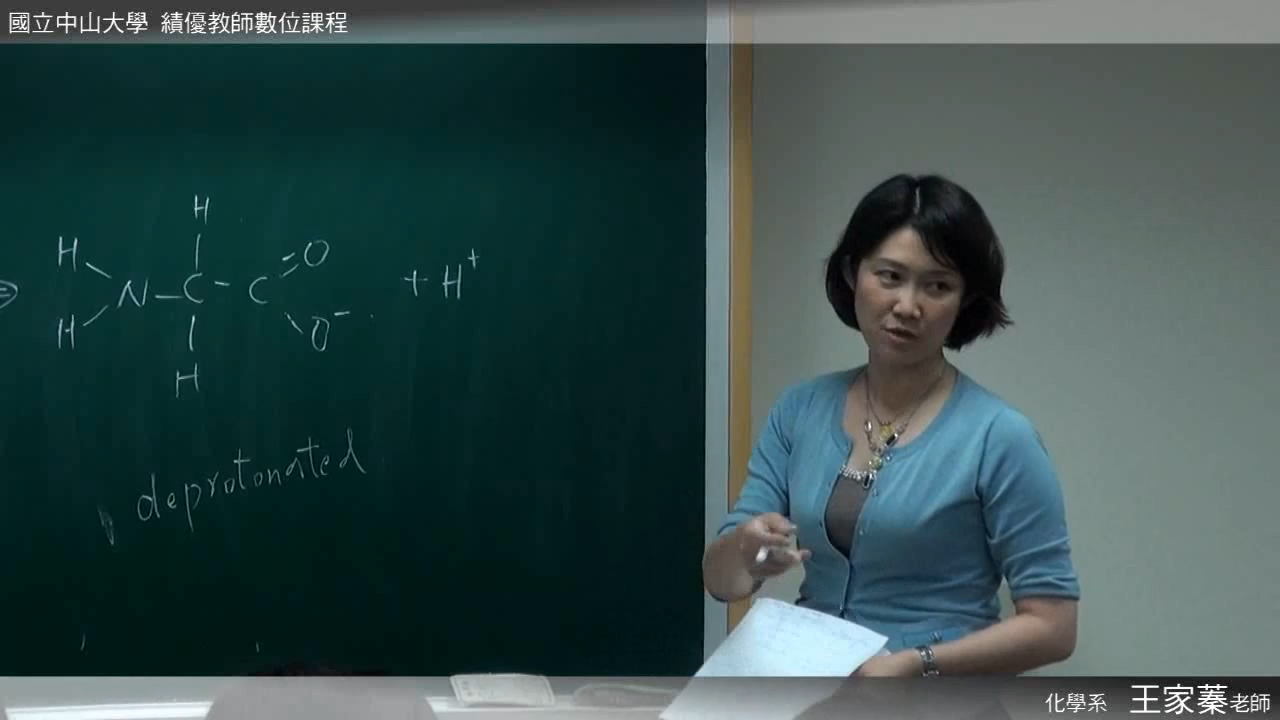 國立中山大學 績優教師數位課程
H
H O
N - C - C + H⁺
H O⁻
H
deprotonated
化學系 王家蓁老師